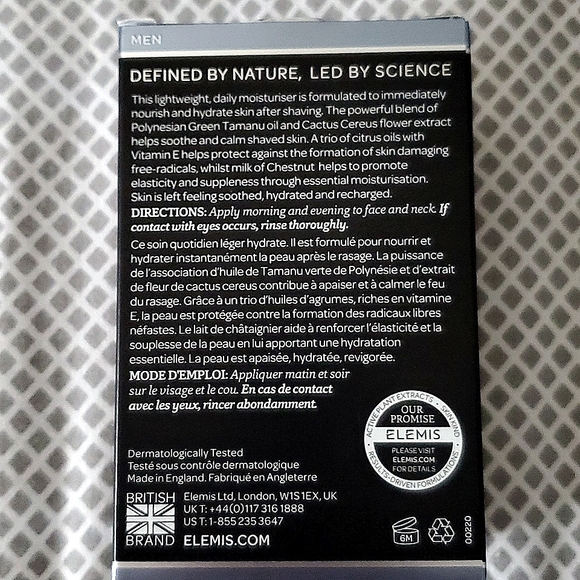 MEN
DEFINED BY NATURE, LED BY SCIENCE
This lightweight, daily moisturiser is formulated to immediately
nourish and hydrate skin after shaving. The powerful blend of
Polynesian Green Tamanu oil and Cactus Cereus flower extract
helps soothe and calm shaved skin. A trio of citrus oils with
Vitamin E helps protect against the formation of skin damaging
free-radicals, whilst milk of Chestnut helps to promote
elasticity and suppleness through essential moisturisation.
Skin is left feeling soothed, hydrated and recharged.
DIRECTIONS: Apply morning and evening to face and neck. If
contact with eyes occurs, rinse thoroughly.
Ce soin quotidien léger hydrate. Il est formulé pour nourrir et
hydrater instantanément la peau après le rasage. La puissance
de l'association d'huile de Tamanu verte de Polynésie et d'extrait
de fleur de cactus cereus contribue à apaiser et à calmer le feu
du rasage. Grâce à un trio d'huiles d'agrumes, riches en vitamine
E, la peau est protégée contre la formation des radicaux libres
néfastes. Le lait de châtaignier aide à renforcer l'élasticité et la
souplesse de la peau en lui apportant une hydratation
essentielle. La peau est apaisée, hydratée, revigorée.
MODE D'EMPLOI: Appliquer matin et soir
sur le visage et le cou. En cas de contact
avec les yeux, rincer abondamment.
ACTIVE PLANT EXTRACTS • SKIN KIND • RESULTS-DRIVEN FORMULATIONS •
OUR
PROMISE
ELEMIS
PLEASE VISIT
ELEMIS.COM
FOR DETAILS
Dermatologically Tested
Testé sous contrôle dermatologique
Made in England. Fabriqué en Angleterre
BRITISH
BRAND
Elemis Ltd, London, W1S 1EX, UK
UK T: +44(0)117 316 1888
US T: 1-855 235 3647
ELEMIS.COM
6M
00220